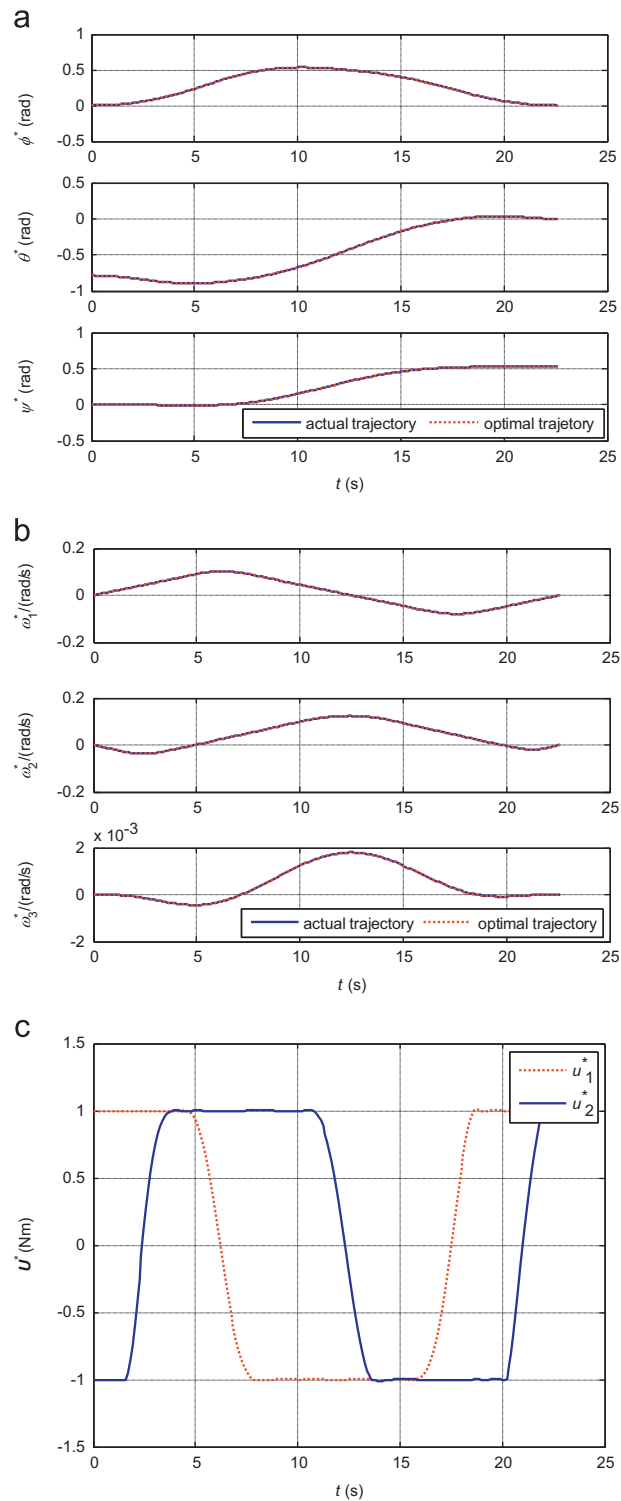 a
1
0.5
0
-0.5
ϕ* (rad)
0 5 10 15 20 25
0.5
0
-0.5
-1
θ* (rad)
0 5 10 15 20 25
1
0.5
0
-0.5
ψ* (rad)
actual trajectory optimal trajetory
0 5 10 15 20 25
t (s)
b
0.2
0
-0.2
ω*1/(rad/s)
0 5 10 15 20 25
0.2
0
-0.2
ω*2/(rad/s)
0 5 10 15 20 25
x 10-3
2
0
-2
ω*3/(rad/s)
actual trajectory optimal trajectory
0 5 10 15 20 25
t (s)
c
1.5
1
0.5
0
-0.5
-1
-1.5
U* (Nm)
u*1
u*2
0 5 10 15 20 25
t (s)